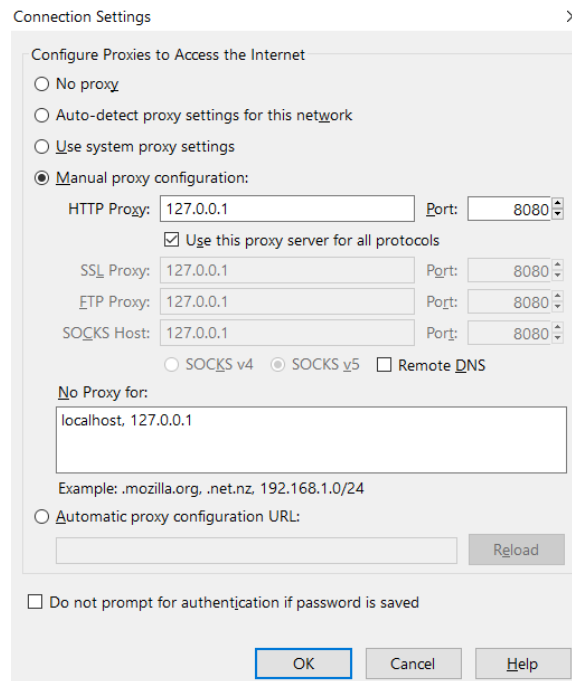 Connection Settings
Configure Proxies to Access the Internet
No proxy
Auto-detect proxy settings for this network
Use system proxy settings
Manual proxy configuration:
HTTP Proxy: 127.0.0.1 Port: 8080
Use this proxy server for all protocols
SSL Proxy: 127.0.0.1 Port: 8080
FTP Proxy: 127.0.0.1 Port: 8080
SOCKS Host: 127.0.0.1 Port: 8080
SOCKS v4 SOCKS v5 Remote DNS
No Proxy for:
localhost, 127.0.0.1
Example: .mozilla.org, .net.nz, 192.168.1.0/24
Automatic proxy configuration URL:
Reload
Do not prompt for authentication if password is saved
OK Cancel Help